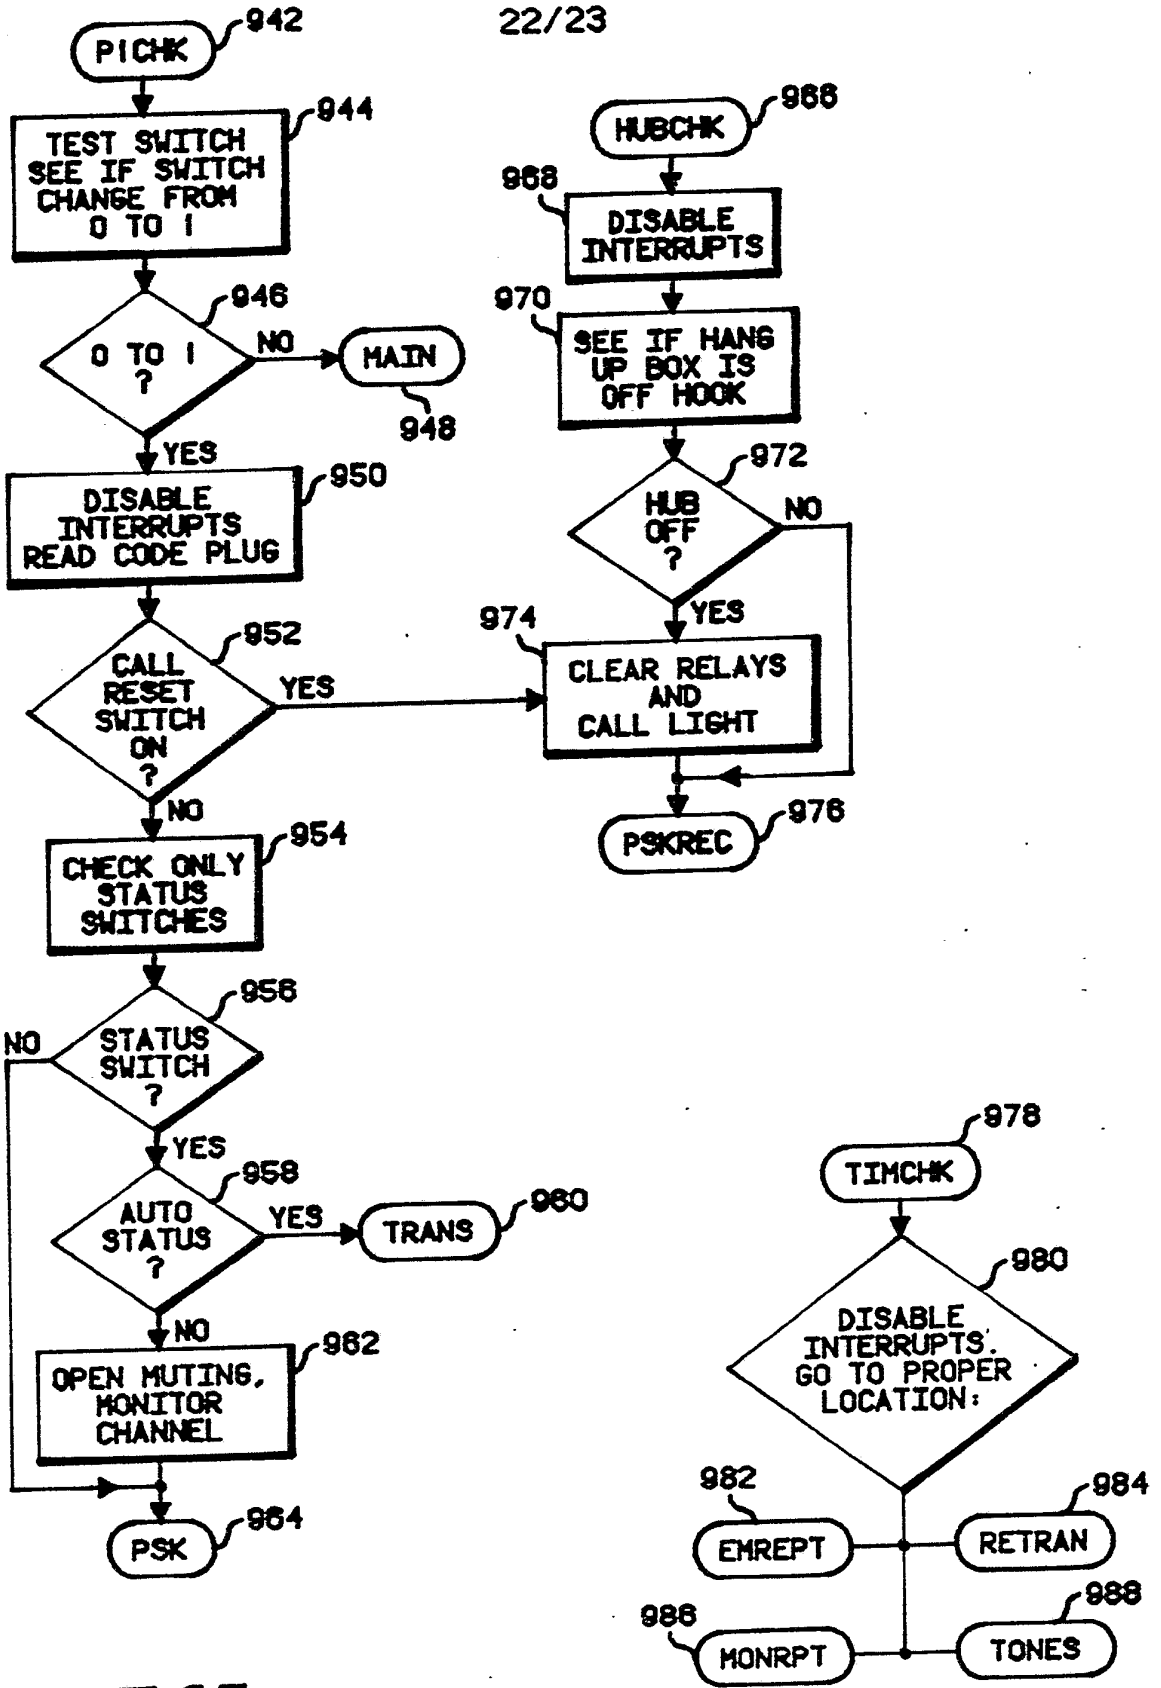 22/23
PICHK
942
944
TEST SWITCH
SEE IF SWITCH
CHANGE FROM
0 TO 1
946
0 TO 1
?
NO
MAIN
948
YES
950
DISABLE
INTERRUPTS
READ CODE PLUG
952
CALL
RESET
SWITCH
ON
?
YES
NO
954
CHECK ONLY
STATUS
SWITCHES
956
STATUS
SWITCH
?
NO
YES
958
AUTO
STATUS
?
YES
TRANS
960
NO
962
OPEN MUTING,
MONITOR
CHANNEL
PSK
964
HUBCHK
966
968
DISABLE
INTERRUPTS
970
SEE IF HANG
UP BOX IS
OFF HOOK
972
HUB
OFF
?
NO
YES
974
CLEAR RELAYS
AND
CALL LIGHT
PSKREC
976
TIMCHK
978
980
DISABLE
INTERRUPTS.
GO TO PROPER
LOCATION:
982
EMREPT
984
RETRAN
986
MONRPT
988
TONES